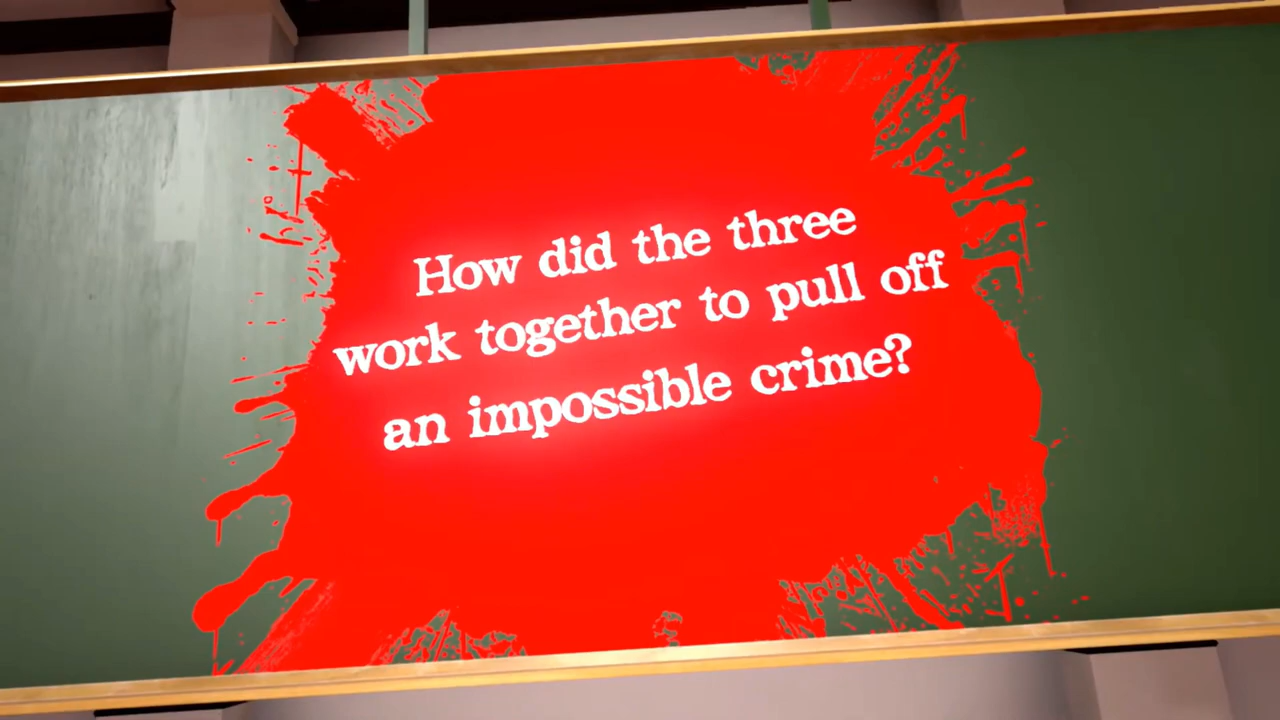 How did the three
work together to pull off
an impossible crime?